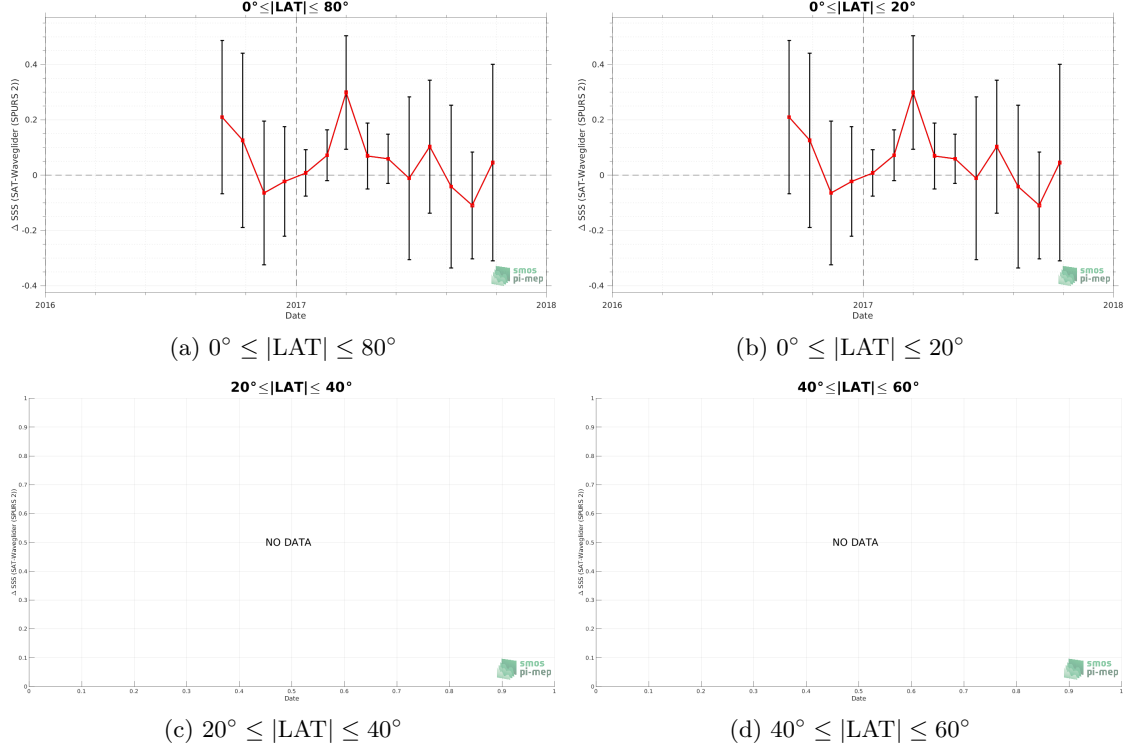 0°≤|LAT|≤ 80°
Δ SSS (SAT-Waveglider (SPURS 2))
0.4
0.2
0
-0.2
-0.4
2016
2017
2018
Date
smos
pi-mep
(a) 0° ≤ |LAT| ≤ 80°
0°≤|LAT|≤ 20°
Δ SSS (SAT-Waveglider (SPURS 2))
0.4
0.2
0
-0.2
-0.4
2016
2017
2018
Date
smos
pi-mep
(b) 0° ≤ |LAT| ≤ 20°
20°≤|LAT|≤ 40°
Δ SSS (SAT-Waveglider (SPURS 2))
1
0.9
0.8
0.7
0.6
0.5
0.4
0.3
0.2
0.1
0
NO DATA
0 0.1 0.2 0.3 0.4 0.5 0.6 0.7 0.8 0.9 1
Date
smos
pi-mep
(c) 20° ≤ |LAT| ≤ 40°
40°≤|LAT|≤ 60°
Δ SSS (SAT-Waveglider (SPURS 2))
1
0.9
0.8
0.7
0.6
0.5
0.4
0.3
0.2
0.1
0
NO DATA
0 0.1 0.2 0.3 0.4 0.5 0.6 0.7 0.8 0.9 1
Date
smos
pi-mep
(d) 40° ≤ |LAT| ≤ 60°